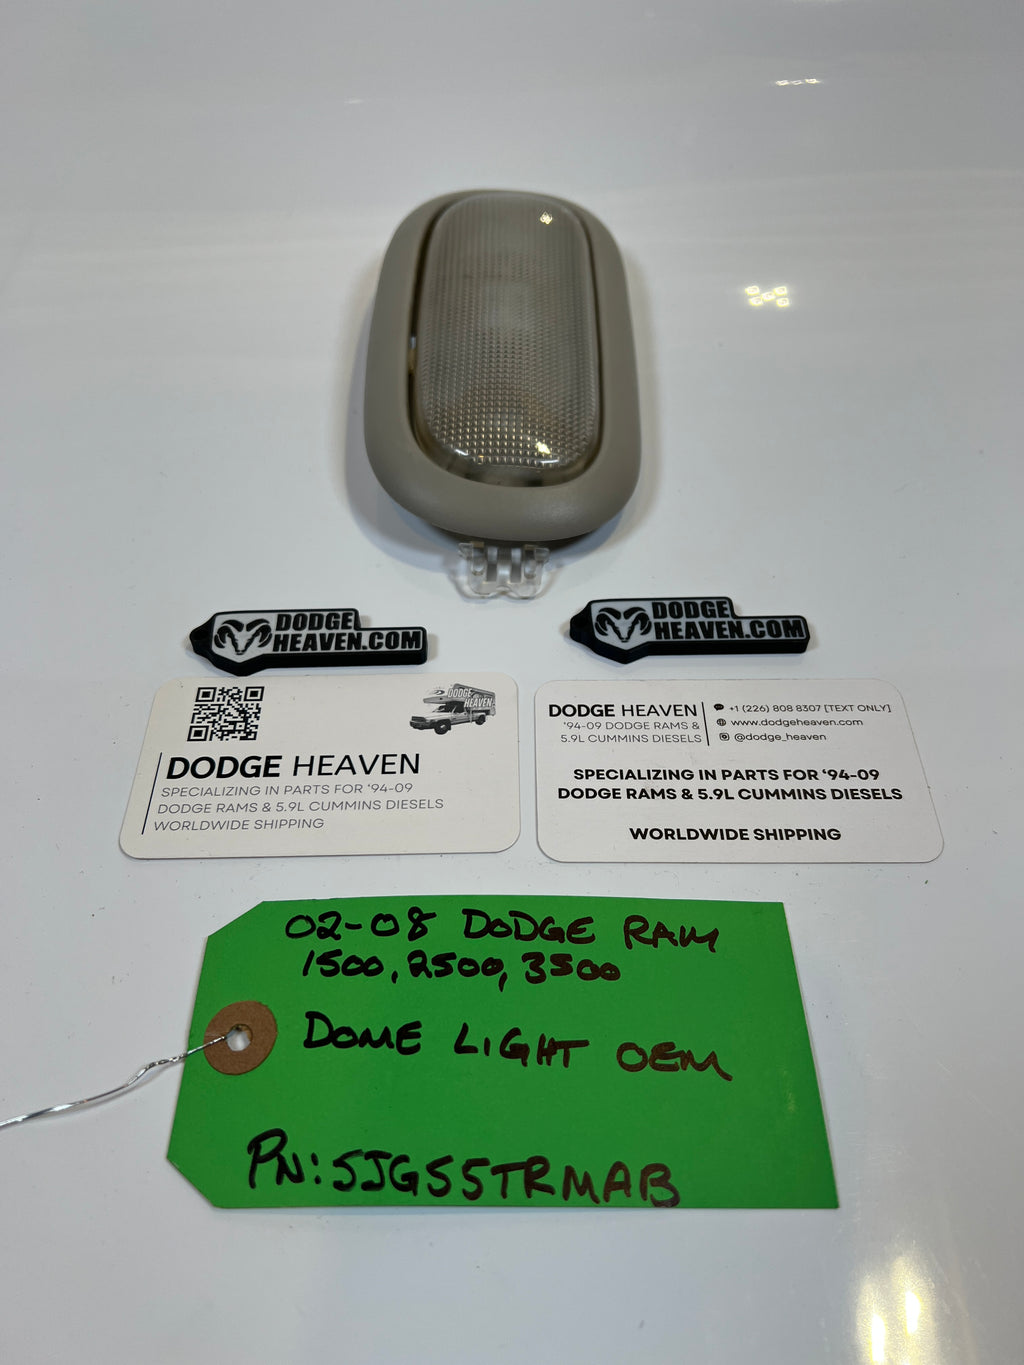 DODGE
HEAVEN.COM
DODGE
HEAVEN.COM
DODGE
HEAVEN
DODGE HEAVEN
SPECIALIZING IN PARTS FOR '94-09
DODGE RAMS & 5.9L CUMMINS DIESELS
WORLDWIDE SHIPPING
DODGE HEAVEN
'94-09 DODGE RAMS &
5.9L CUMMINS DIESELS
+1 (226) 808 8307 [TEXT ONLY]
www.dodgeheaven.com
@dodge_heaven
SPECIALIZING IN PARTS FOR '94-09
DODGE RAMS & 5.9L CUMMINS DIESELS
WORLDWIDE SHIPPING
02-08 DODGE RAM
1500, 2500, 3500
DOME LIGHT OEM
PN: 5JG55TRMAB